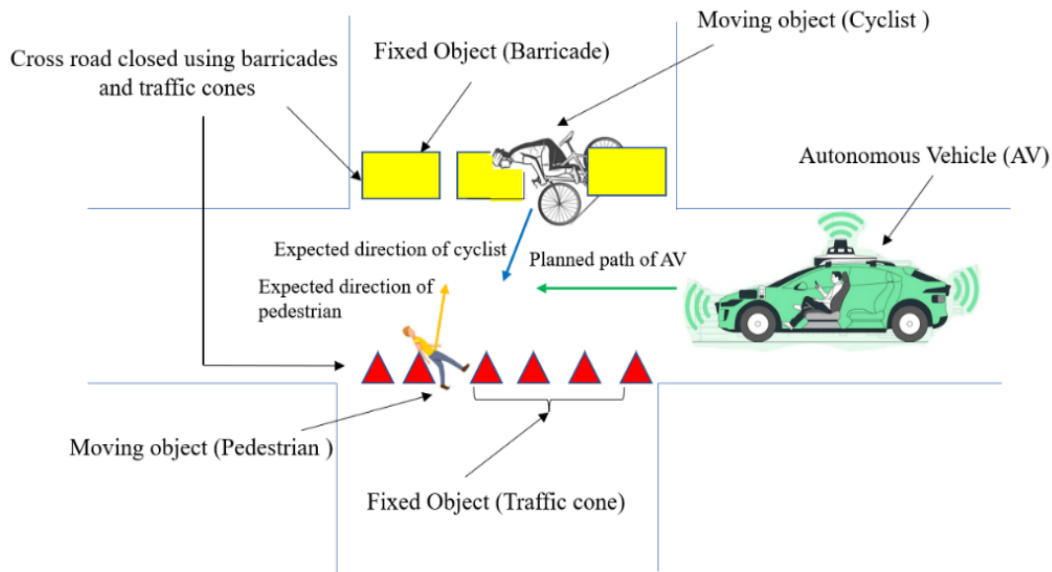 Moving object (Cyclist )
Fixed Object (Barricade)
Cross road closed using barricades
and traffic cones
Autonomous Vehicle (AV)
Expected direction of cyclist
Planned path of AV
Expected direction of
pedestrian
Moving object (Pedestrian )
Fixed Object (Traffic cone)